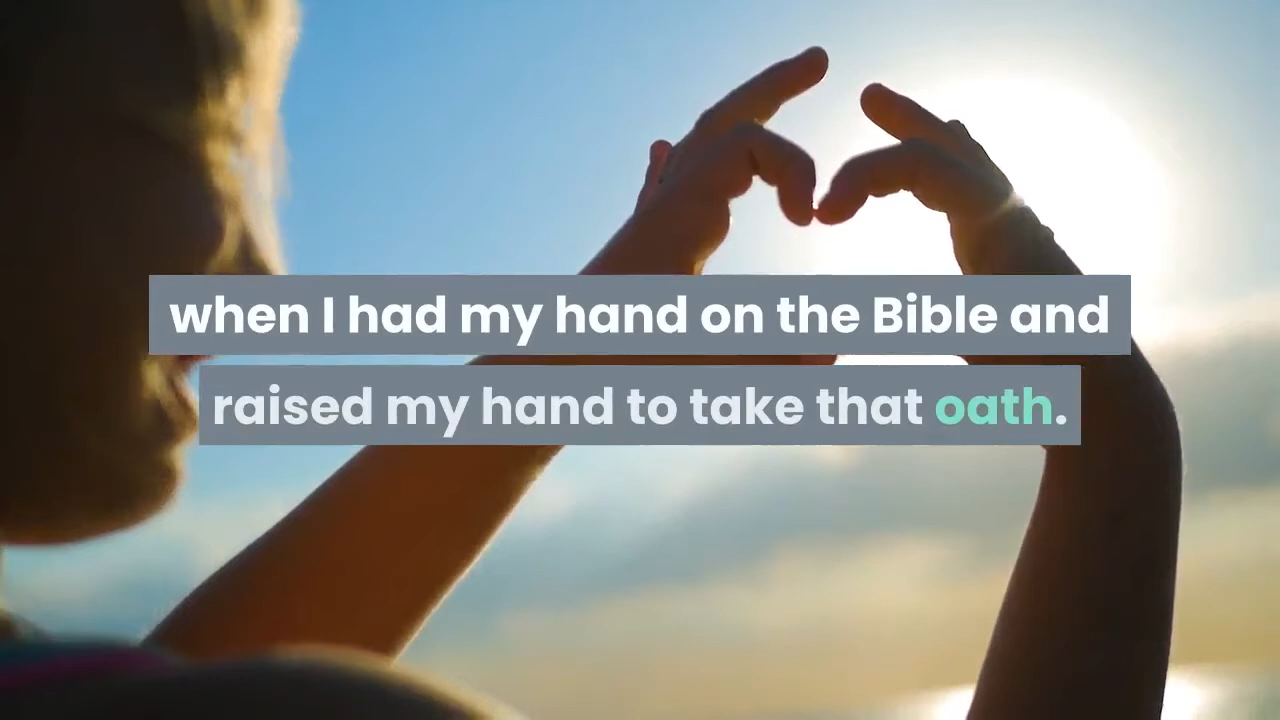 when I had my hand on the Bible and
raised my hand to take that oath.